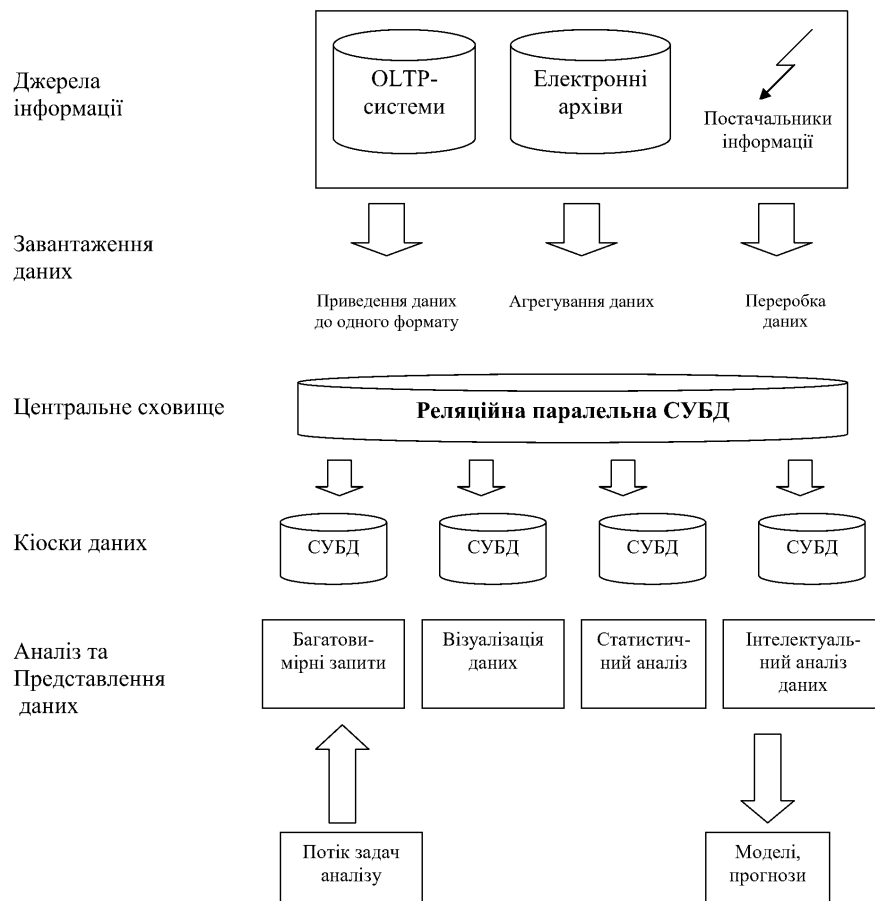 Джерела
інформації
OLTP-
системи
Електронні
архіви
Постачальники
інформації
Завантаження
даних
Приведення даних
до одного формату
Агрегування даних
Переробка
даних
Центральне сховище
Реляційна паралельна СУБД
Кіоски даних
СУБД
СУБД
СУБД
СУБД
Аналіз та
Представлення
даних
Багатови-
мірні запити
Візуалізація
даних
Статистич-
ний аналіз
Інтелектуаль-
ний аналіз
даних
Потік задач
аналізу
Моделі,
прогнози